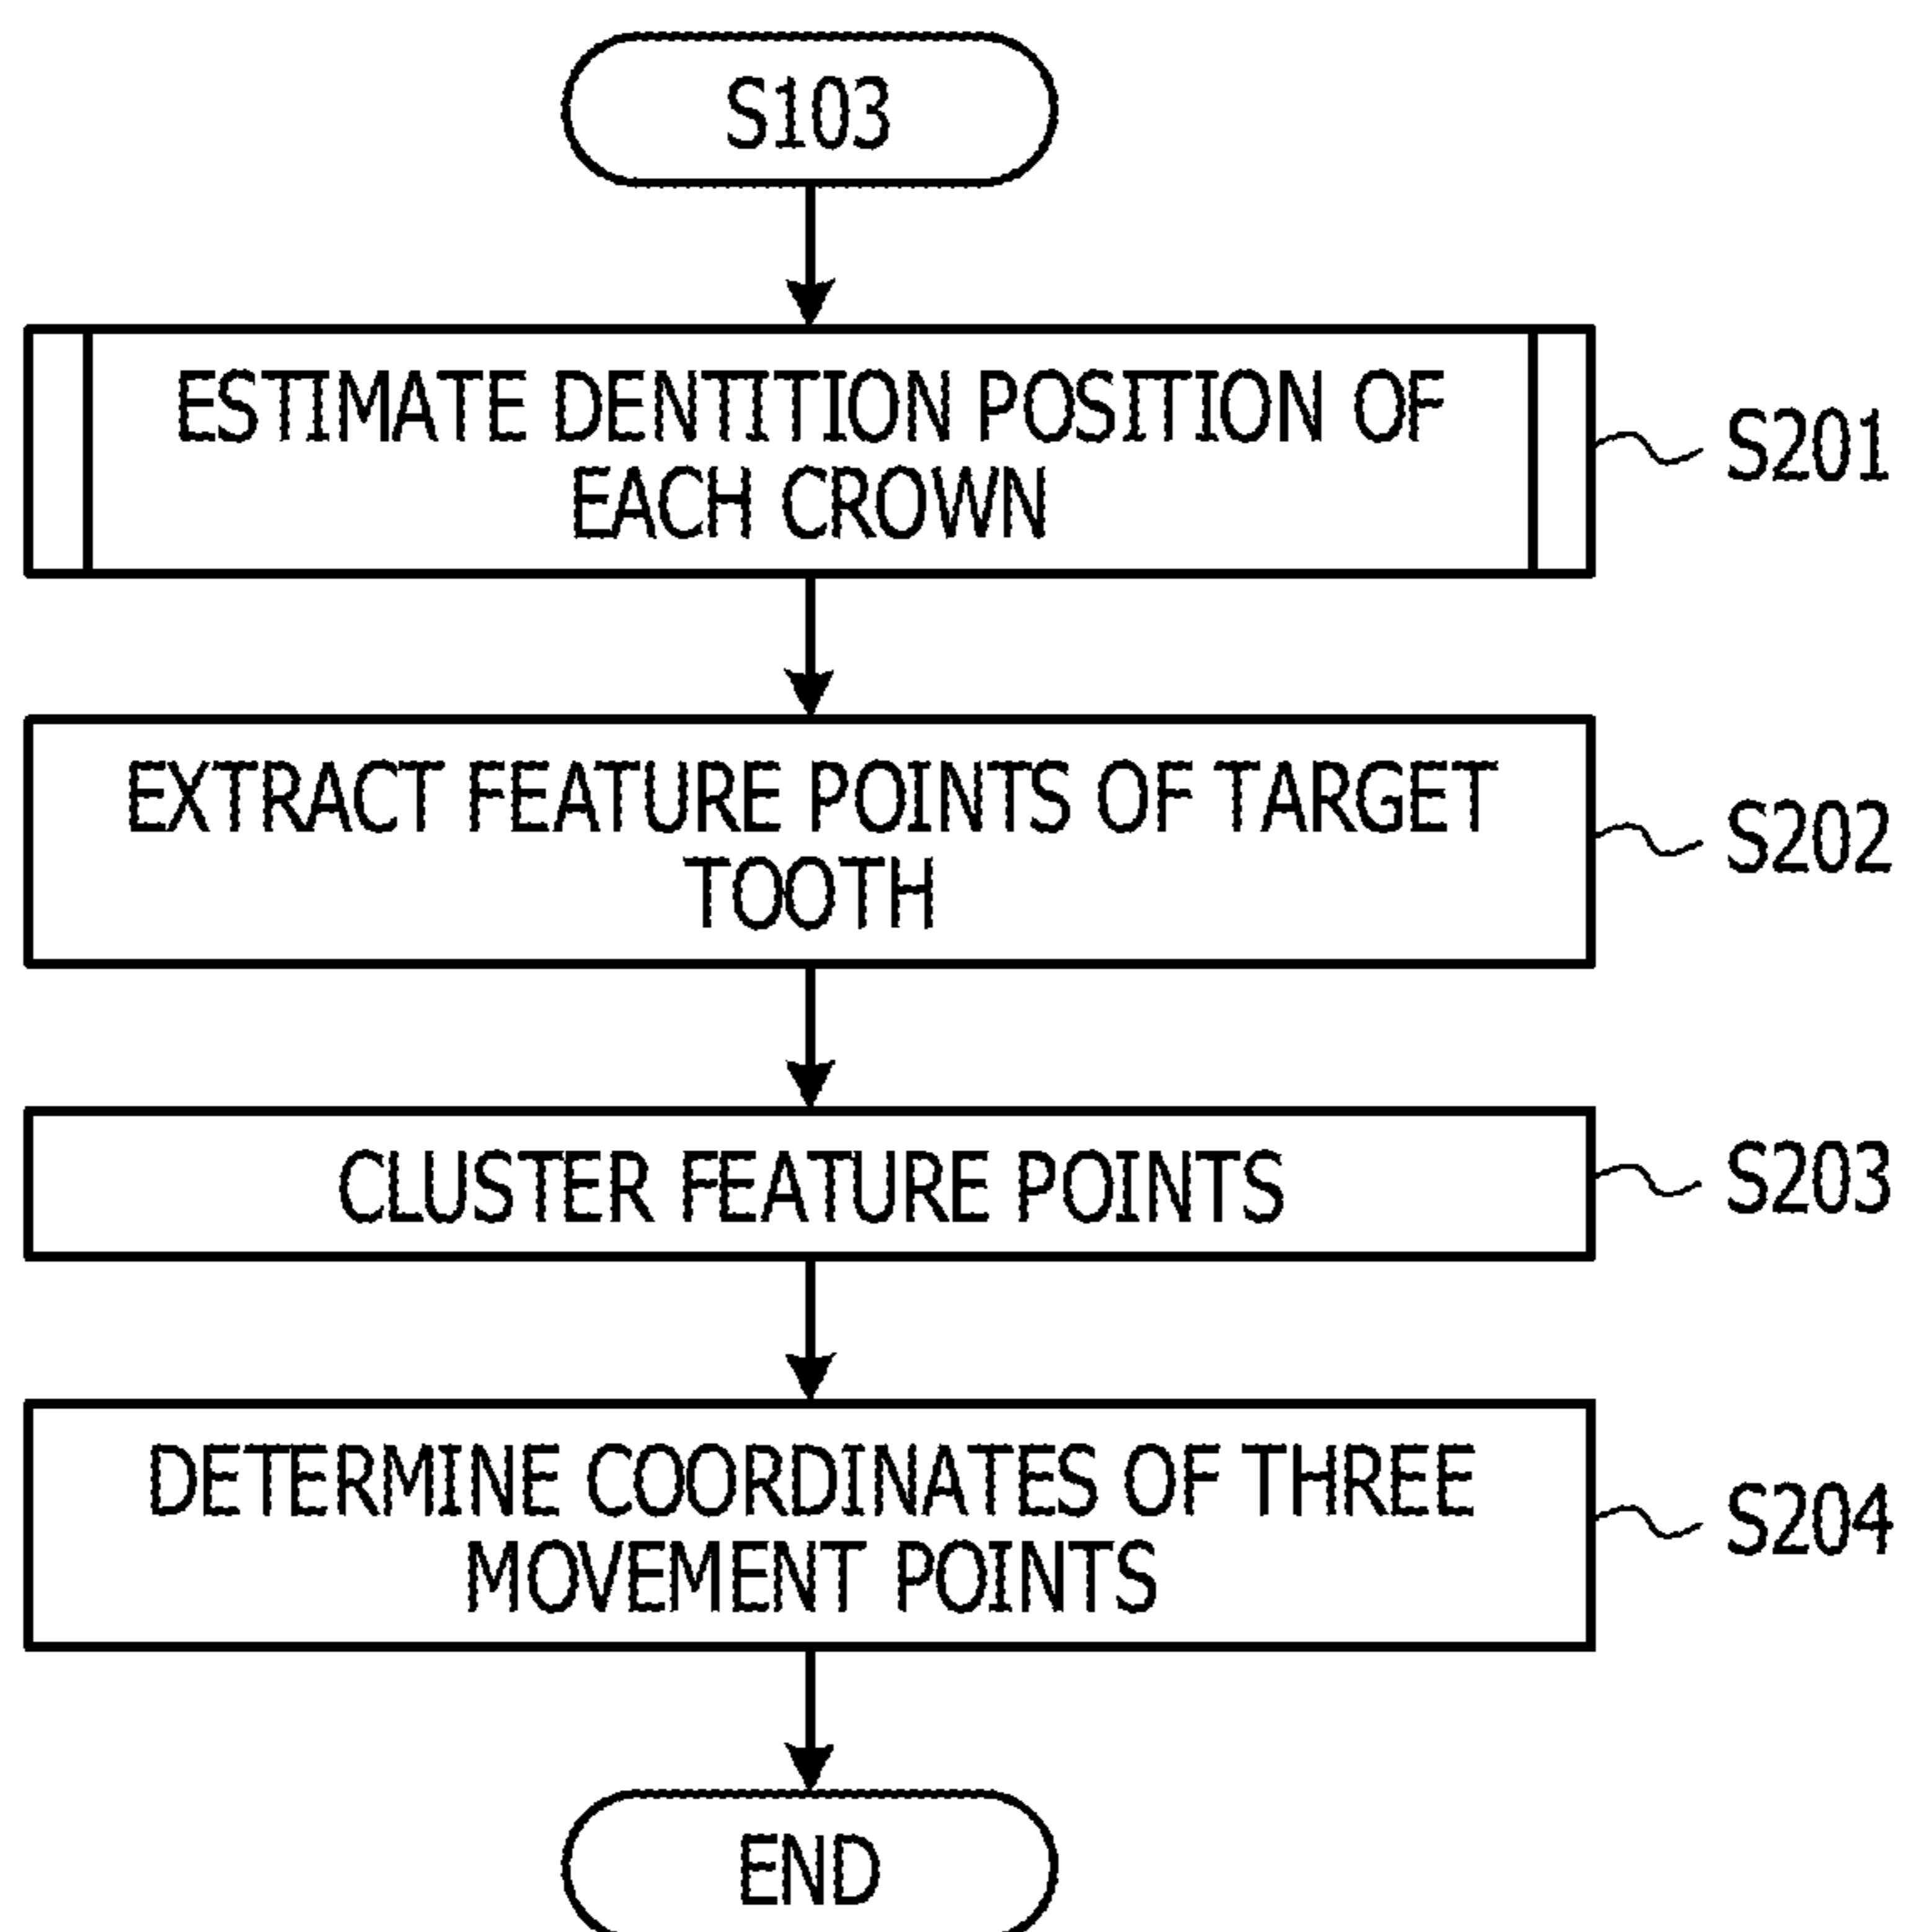 S103
ESTIMATE DENTITION POSITION OF
EACH CROWN
S201
EXTRACT FEATURE POINTS OF TARGET
TOOTH
S202
CLUSTER FEATURE POINTS
S203
DETERMINE COORDINATES OF THREE
MOVEMENT POINTS
S204
END